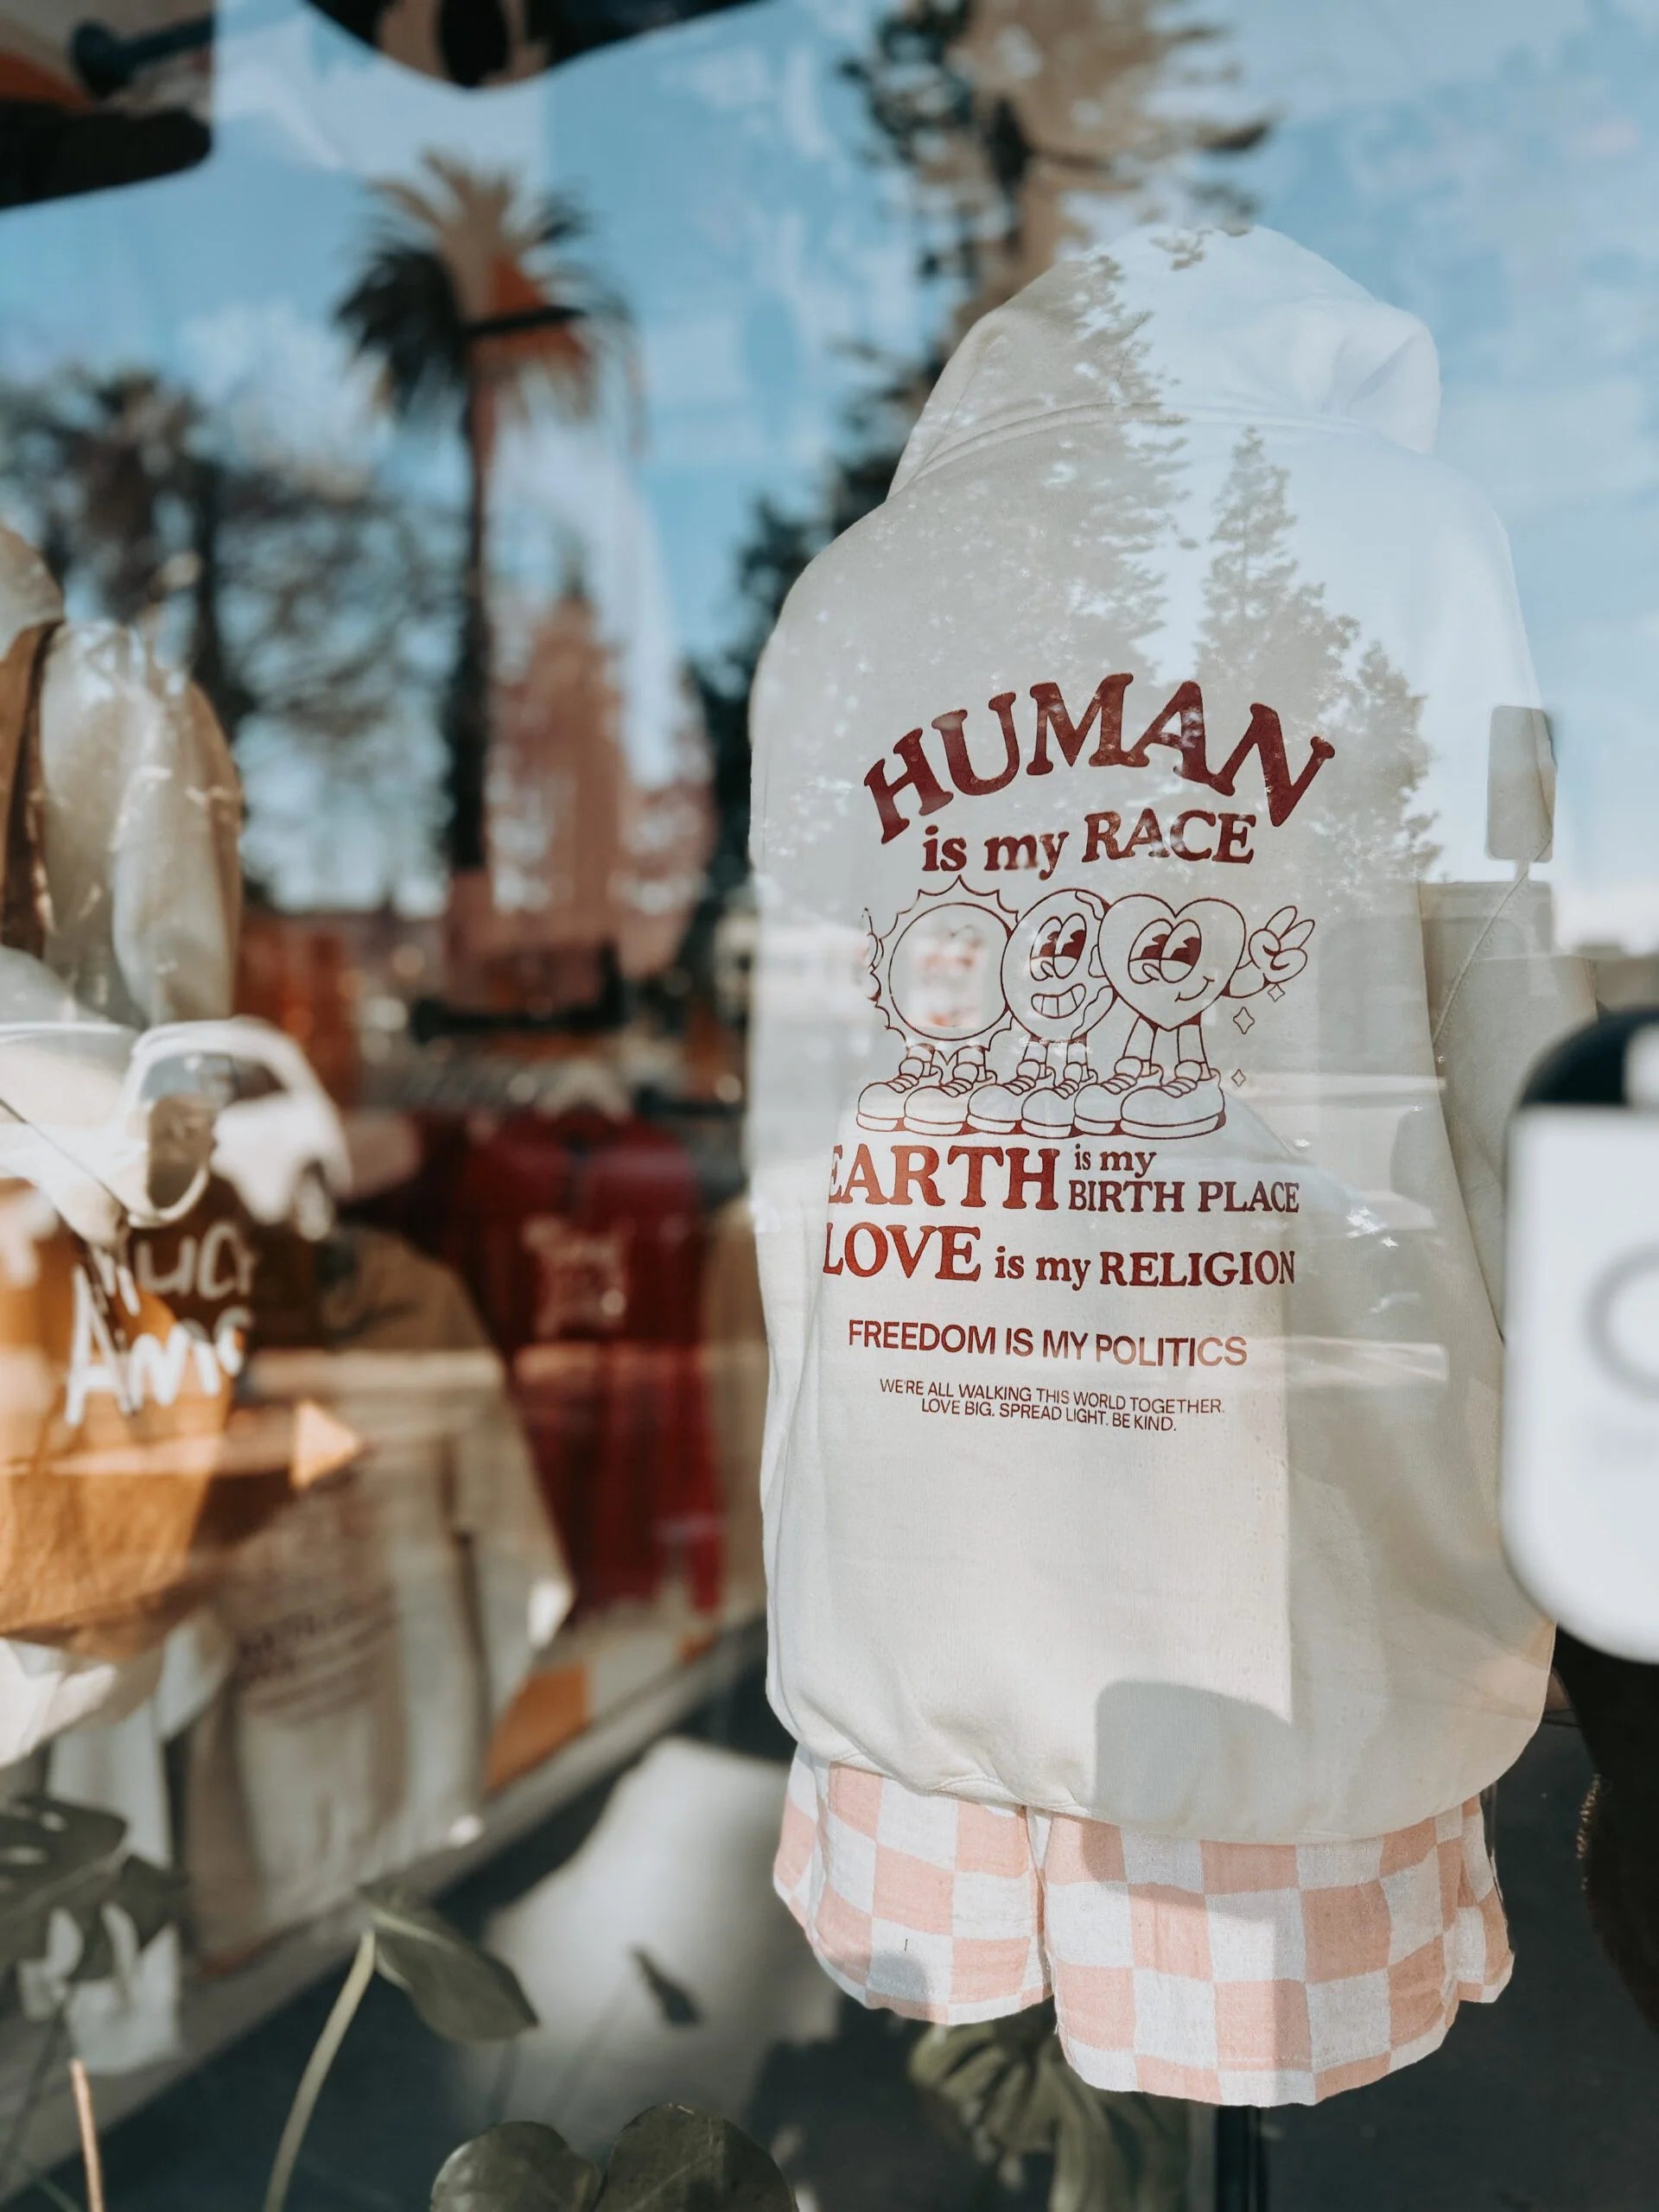 HUMAN
is my RACE
EARTH is my
BIRTH PLACE
LOVE is my RELIGION
FREEDOM IS MY POLITICS
WE'RE ALL WALKING THIS WORLD TOGETHER.
LOVE BIG. SPREAD LIGHT. BE KIND.